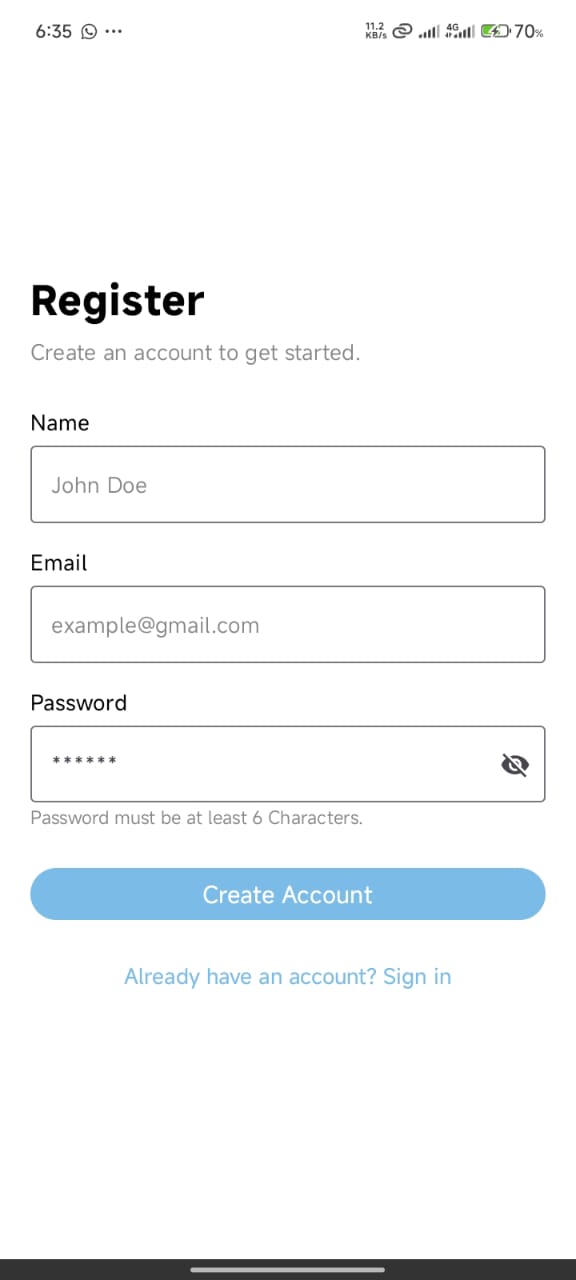 6:35 ...
11.2 KB/s 4G 70%
Register
Create an account to get started.
Name
John Doe
Email
example@gmail.com
Password
******
Password must be at least 6 Characters.
Create Account
Already have an account? Sign in